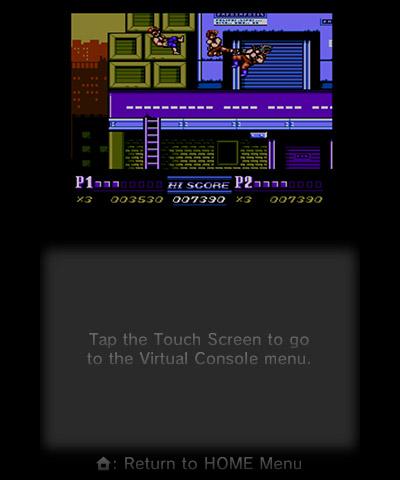 P1 HI SCORE P2
×3 003530 007390 ×3 007390
Tap the Touch Screen to go
to the Virtual Console menu.
: Return to HOME Menu